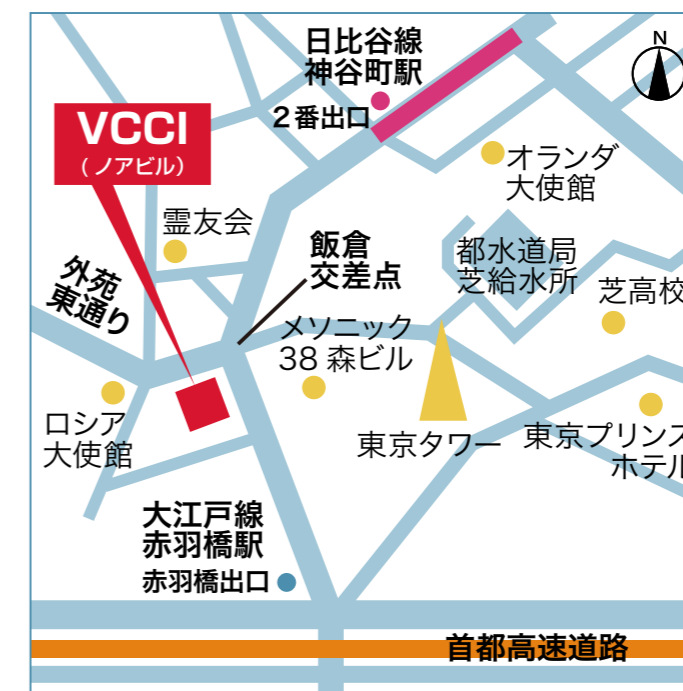 日比谷線
神谷町駅
2番出口
N
VCCI
(ノアビル)
オランダ
大使館
霊友会
飯倉
交差点
都水道局
芝給水所
外苑
東通り
芝高校
メソニック
38 森ビル
ロシア
大使館
東京タワー
東京プリンス
ホテル
大江戸線
赤羽橋駅
赤羽橋出口
首都高速道路